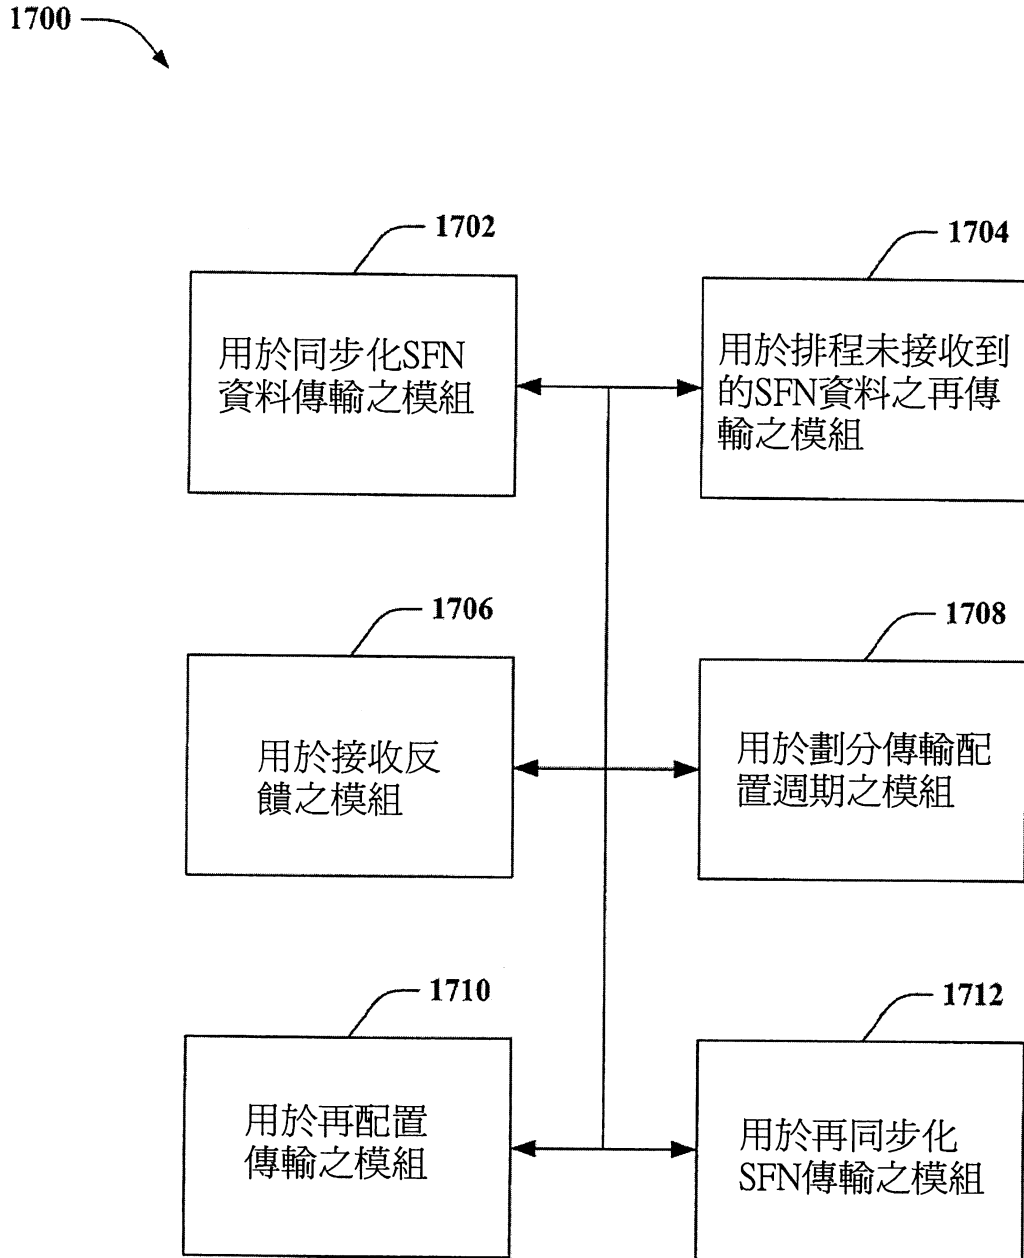 1700
1702
用於同步化SFN
資料傳輸之模組
1704
用於排程未接收到
的SFN資料之再傳
輸之模組
1706
用於接收反
饋之模組
1708
用於劃分傳輸配
置週期之模組
1710
用於再配置
傳輸之模組
1712
用於再同步化
SFN傳輸之模組